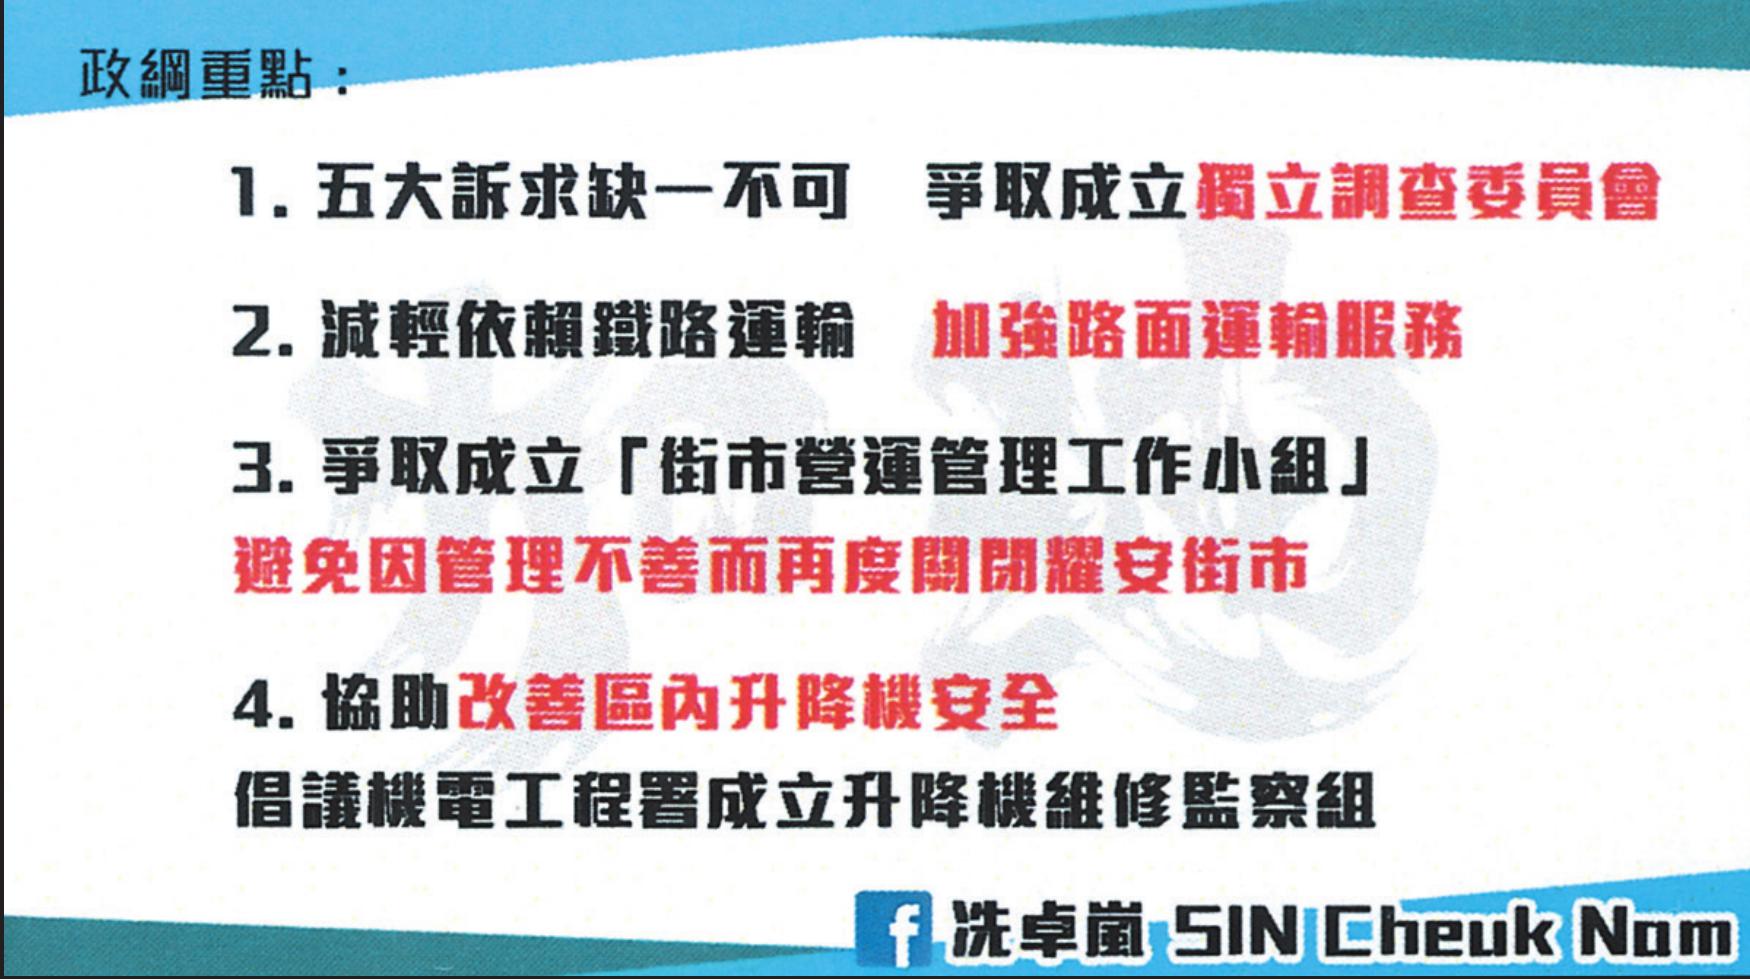 政綱重點：
1. 五大訴求缺一不可　爭取成立獨立調查委員會
2. 減輕依賴鐵路運輸　加強路面運輸服務
3. 爭取成立「街市營運管理工作小組」
避免因管理不善而再度關閉耀安街市
4. 協助改善區內升降機安全
倡議機電工程署成立升降機維修監察組
f 冼卓嵐 SIN Cheuk Nam